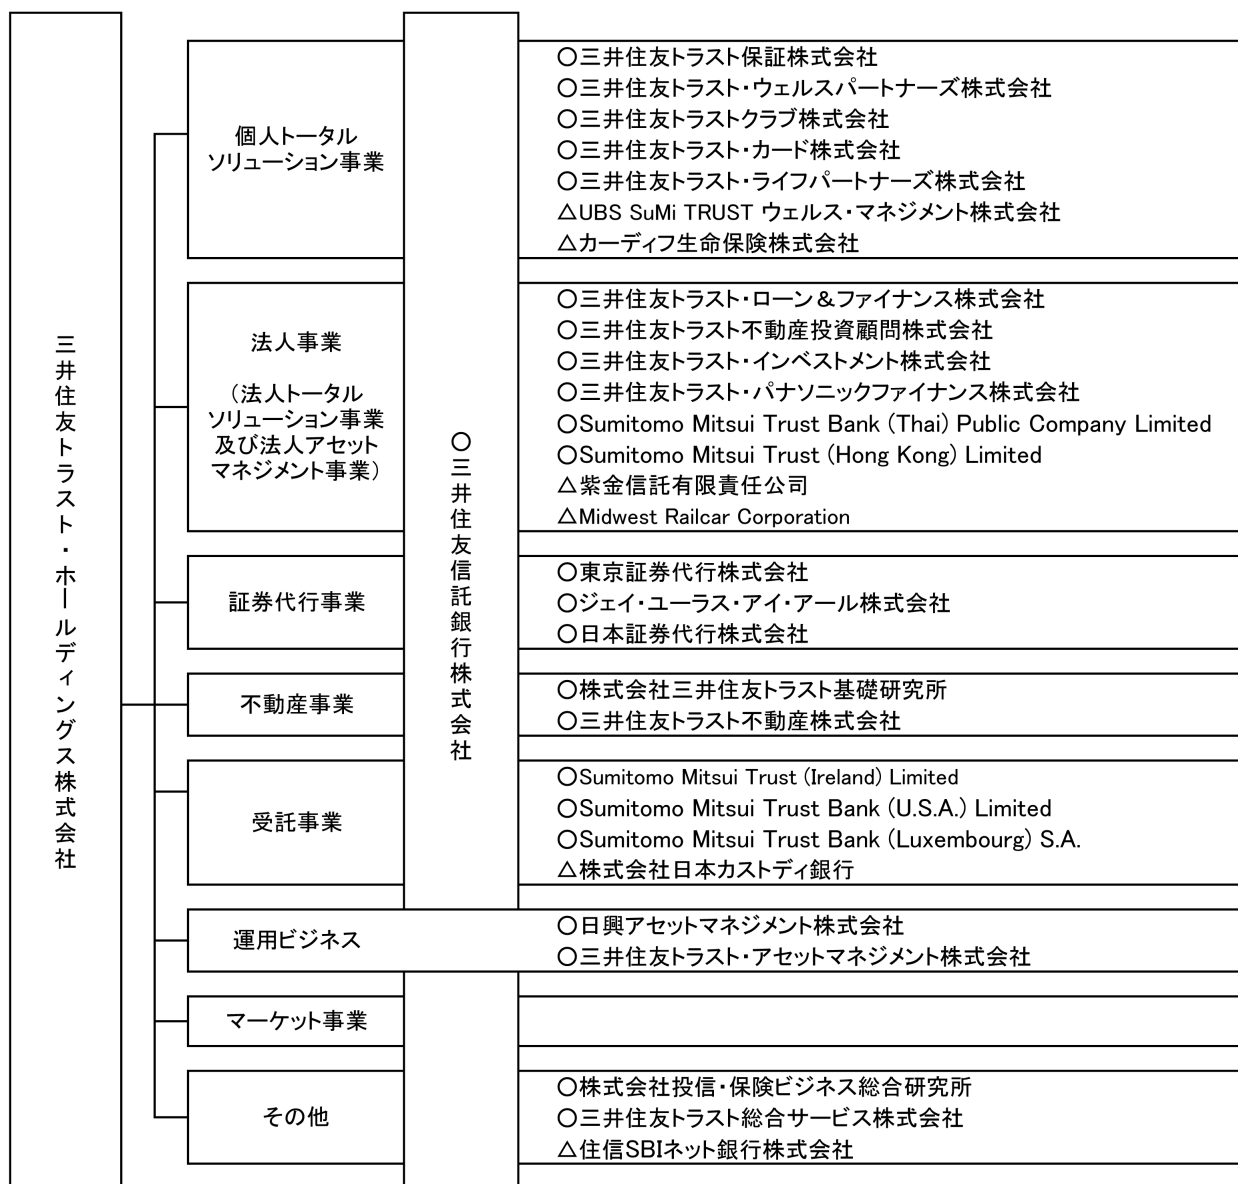 三井住友トラスト・ホールディングス株式会社
個人トータル
ソリューション事業
〇三井住友トラスト保証株式会社
〇三井住友トラスト・ウェルスパートナーズ株式会社
〇三井住友トラストクラブ株式会社
〇三井住友トラスト・カード株式会社
〇三井住友トラスト・ライフパートナーズ株式会社
△UBS SuMi TRUST ウェルス・マネジメント株式会社
△カーディフ生命保険株式会社
法人事業
（法人トータル
ソリューション事業
及び法人アセット
マネジメント事業）
〇三井住友トラスト・ローン＆ファイナンス株式会社
〇三井住友トラスト不動産投資顧問株式会社
〇三井住友トラスト・インベストメント株式会社
〇三井住友トラスト・パナソニックファイナンス株式会社
〇Sumitomo Mitsui Trust Bank (Thai) Public Company Limited
〇Sumitomo Mitsui Trust (Hong Kong) Limited
△紫金信託有限責任公司
△Midwest Railcar Corporation
〇三井住友信託銀行株式会社
証券代行事業
〇東京証券代行株式会社
〇ジェイ・ユーラス・アイ・アール株式会社
〇日本証券代行株式会社
不動産事業
〇株式会社三井住友トラスト基礎研究所
〇三井住友トラスト不動産株式会社
受託事業
〇Sumitomo Mitsui Trust (Ireland) Limited
〇Sumitomo Mitsui Trust Bank (U.S.A.) Limited
〇Sumitomo Mitsui Trust Bank (Luxembourg) S.A.
△株式会社日本カストディ銀行
運用ビジネス
〇日興アセットマネジメント株式会社
〇三井住友トラスト・アセットマネジメント株式会社
マーケット事業
その他
〇株式会社投信・保険ビジネス総合研究所
〇三井住友トラスト総合サービス株式会社
△住信SBIネット銀行株式会社